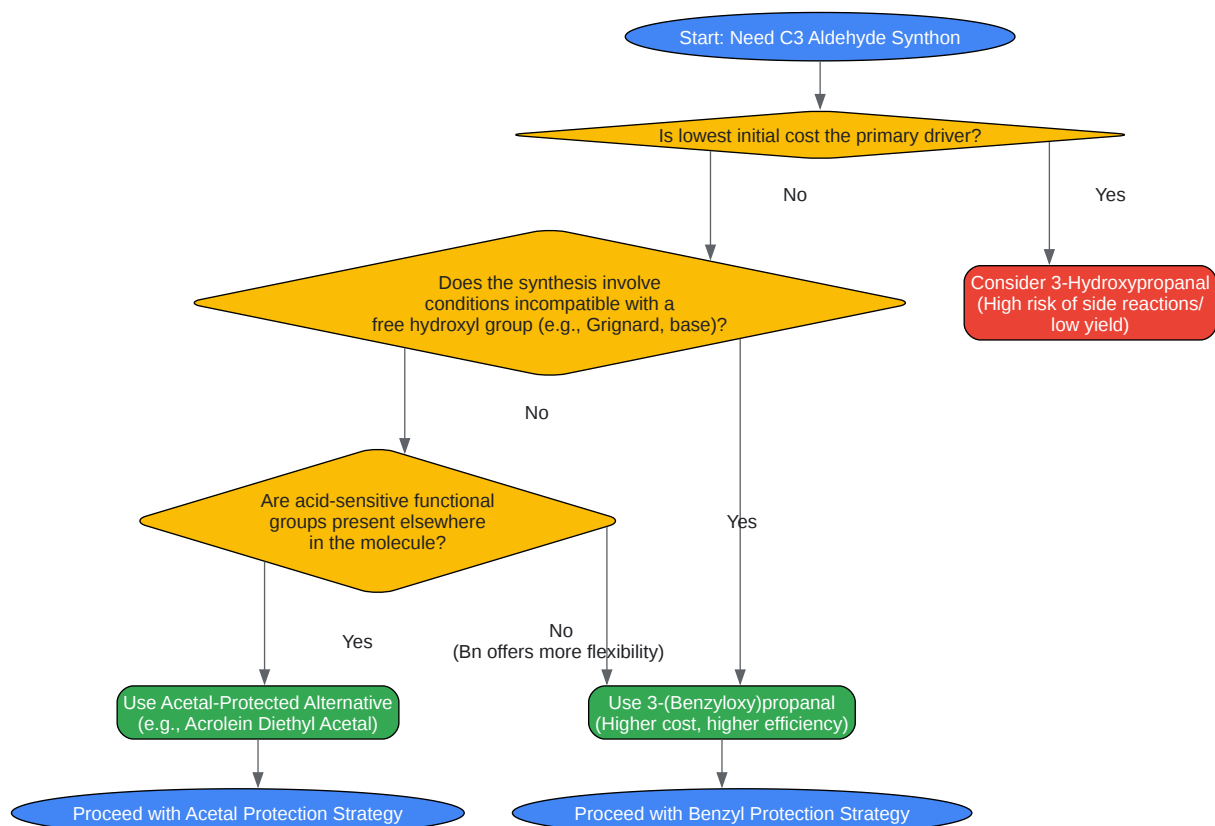 Start: Need C3 Aldehyde Synthon
Is lowest initial cost the primary driver?
No
Yes
Does the synthesis involve
conditions incompatible with a
free hydroxyl group (e.g., Grignard, base)?
Consider 3-Hydroxypropanal
(High risk of side reactions/
low yield)
No
Are acid-sensitive functional
groups present elsewhere
in the molecule?
Yes
Yes
No
(Bn offers more flexibility)
Use Acetal-Protected Alternative
(e.g., Acrolein Diethyl Acetal)
Use 3-(Benzyloxy)propanal
(Higher cost, higher efficiency)
Proceed with Acetal Protection Strategy
Proceed with Benzyl Protection Strategy